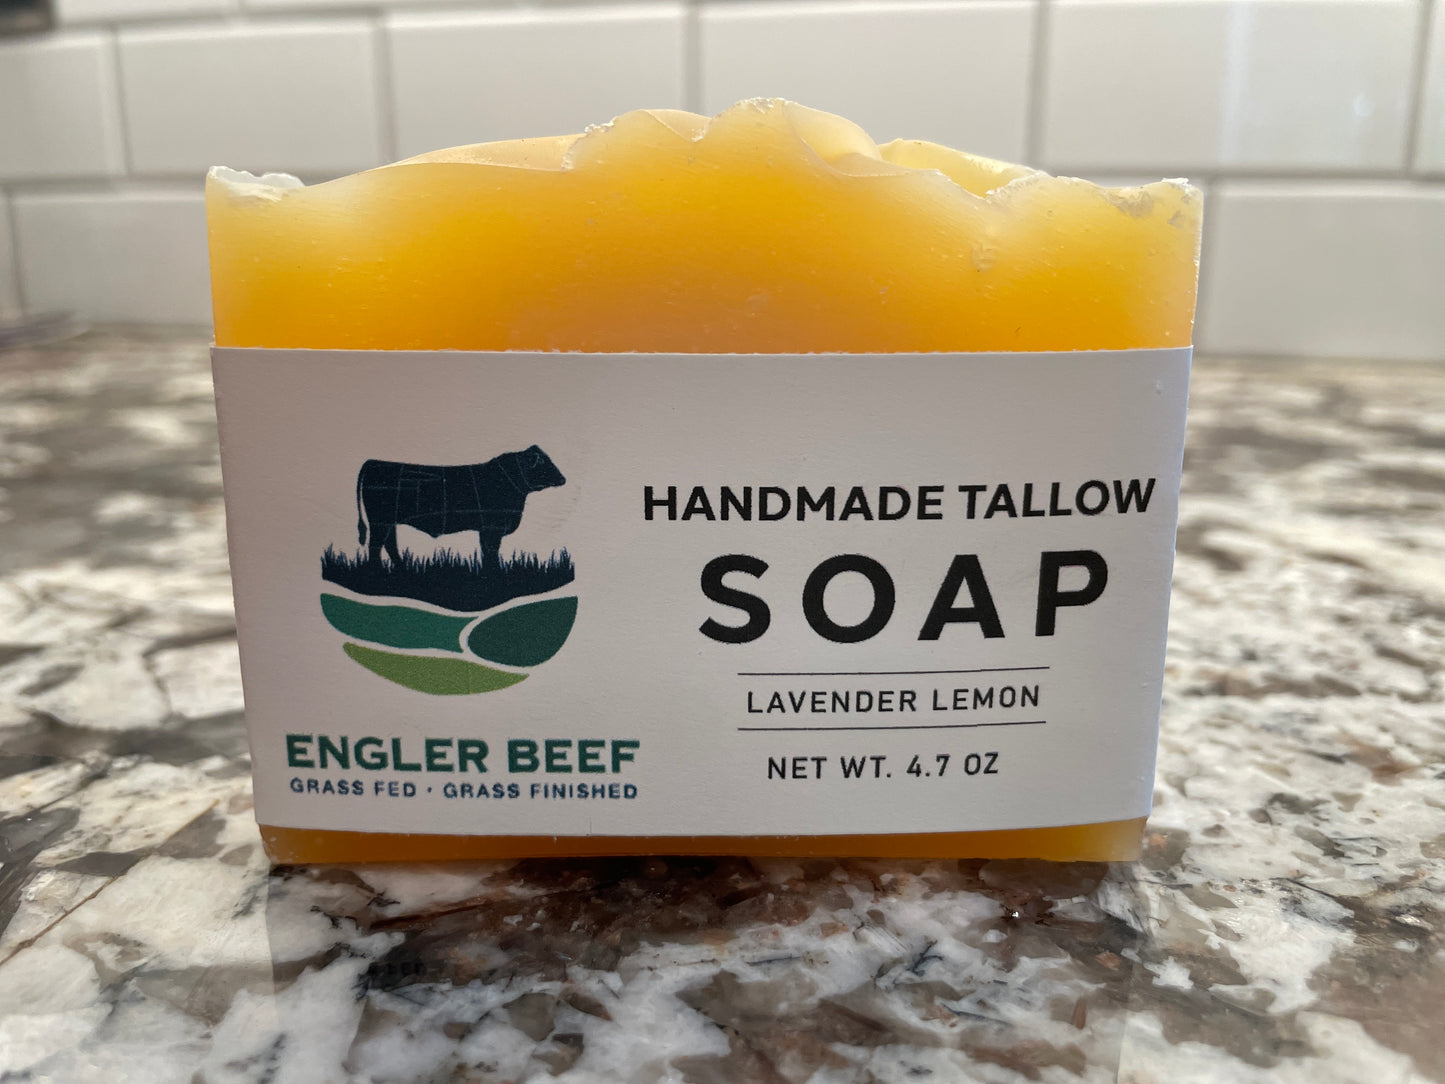 ENGLER BEEF
GRASS FED · GRASS FINISHED
HANDMADE TALLOW
SOAP
LAVENDER LEMON
NET WT. 4.7 OZ